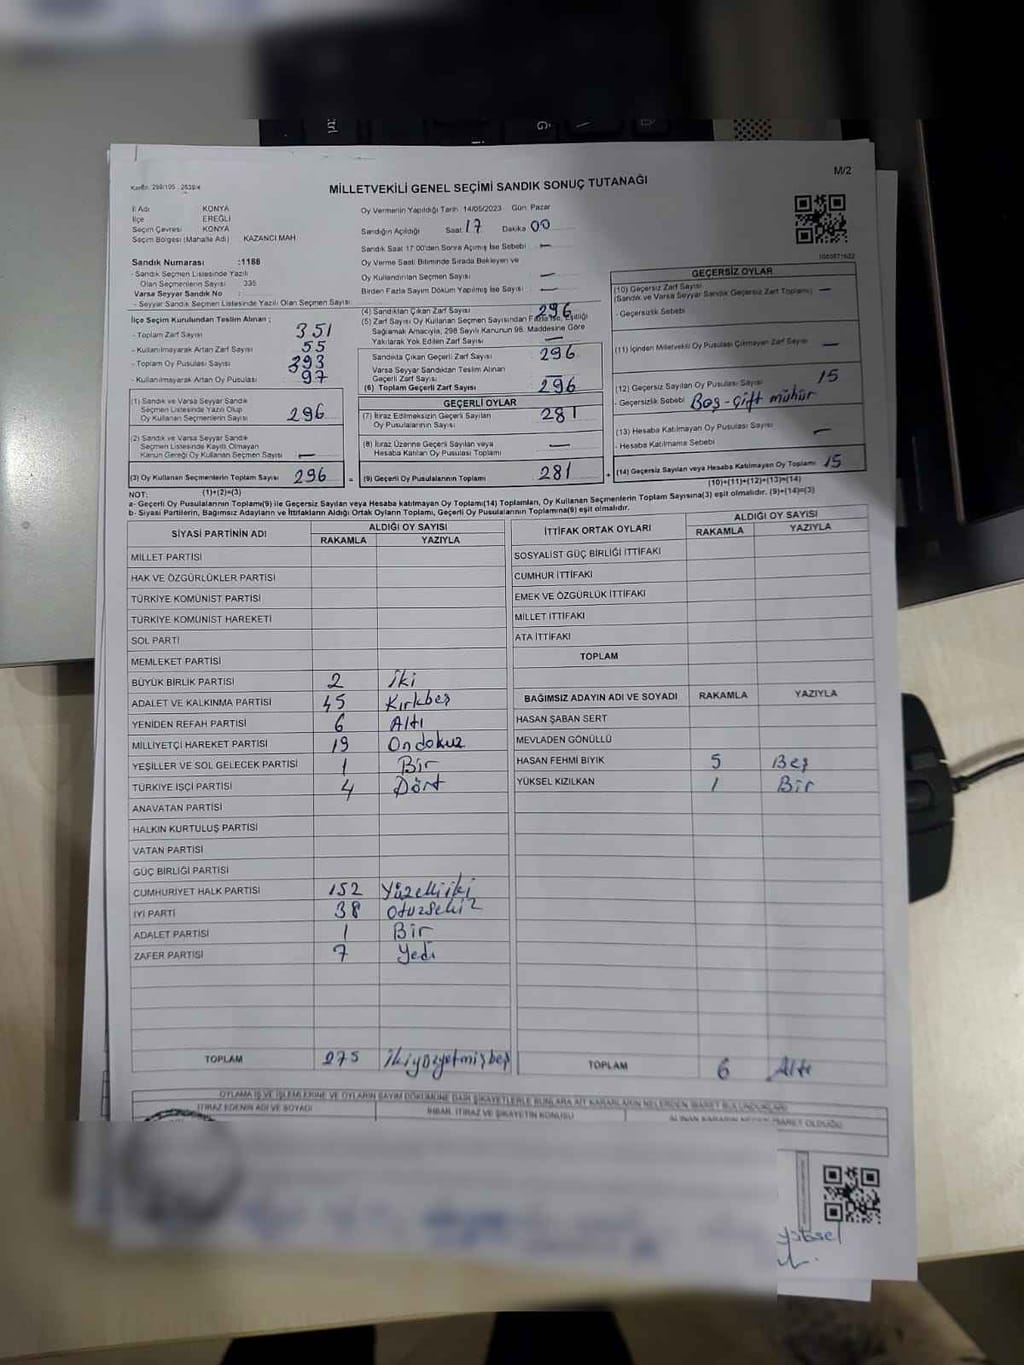 M/2
Kanun: 298/105 - 2839/4
MİLLETVEKİLİ GENEL SEÇİMİ SANDIK SONUÇ TUTANAĞI
İl Adı KONYA
İlçe EREĞLİ
Seçim Çevresi KONYA
Seçim Bölgesi (Mahalle Adı) KAZANCI MAH
Sandık Numarası :1188
- Sandık Seçmen Listesinde Yazılı
Olan Seçmenlerin Sayısı : 335
Varsa Seyyar Sandık No :
- Seyyar Sandık Seçmen Listesinde Yazılı Olan Seçmen Sayısı:
Oy Vermenin Yapıldığı Tarih :14/05/2023 Gün: Pazar
Sandığın Açıldığı Saat 17 Dakika 00
Sandık Saat 17:00'den Sonra Açılmış İse Sebebi —
Oy Verme Saati Bitiminde Sırada Bekleyen ve
Oy Kullandırılan Seçmen Sayısı —
Birden Fazla Sayım Döküm Yapılmış İse Sayısı —
İlçe Seçim Kurulundan Teslim Alınan ;
- Toplam Zarf Sayısı 351
- Kullanılmayarak Artan Zarf Sayısı 55
- Toplam Oy Pusulası Sayısı 393
- Kullanılmayarak Artan Oy Pusulası 97
(1) Sandık ve Varsa Seyyar Sandık
Seçmen Listesinde Yazılı Olup
Oy Kullanan Seçmenlerin Sayısı 296
(2) Sandık ve Varsa Seyyar Sandık
Seçmen Listesinde Kayıtlı Olmayan
Kanun Gereği Oy Kullanan Seçmen Sayısı —
(3) Oy Kullanan Seçmenlerin Toplam Sayısı 296
(1)+(2)=(3)
(4) Sandıktan Çıkan Zarf Sayısı 296
(5) Zarf Sayısı Oy Kullanan Seçmen Sayısından Fazla İse, Eşitliği
Sağlamak Amacıyla, 298 Sayılı Kanunun 98. Maddesine Göre
Yakılarak Yok Edilen Zarf Sayısı —
Sandıkta Çıkan Geçerli Zarf Sayısı 296
Varsa Seyyar Sandıktan Teslim Alınan
Geçerli Zarf Sayısı —
(6) Toplam Geçerli Zarf Sayısı 296
GEÇERLİ OYLAR
(7) İtiraz Edilmeksizin Geçerli Sayılan
Oy Pusulalarının Sayısı 281
(8) İtiraz Üzerine Geçerli Sayılan veya
Hesaba Katılan Oy Pusulası Toplamı —
= (9) Geçerli Oy Pusulalarının Toplamı 281
GEÇERSİZ OYLAR
(10) Geçersiz Zarf Sayısı
(Sandık ve Varsa Seyyar Sandık Geçersiz Zarf Toplamı) —
- Geçersizlik Sebebi
(11) İçinden Milletvekili Oy Pusulası Çıkmayan Zarf Sayısı —
(12) Geçersiz Sayılan Oy Pusulası Sayısı 15
- Geçersizlik Sebebi Boş - çift mühür
(13) Hesaba Katılmayan Oy Pusulası Sayısı —
- Hesaba Katılmama Sebebi
+ (14) Geçersiz Sayılan veya Hesaba Katılmayan Oy Toplamı 15
(10)+(11)+(12)+(13)=(14)
NOT:
a- Geçerli Oy Pusulalarının Toplamı(9) ile Geçersiz Sayılan veya Hesaba katılmayan Oy Toplamı(14) Toplamları, Oy Kullanan Seçmenlerin Toplam Sayısına(3) eşit olmalıdır. (9)+(14)=(3)
b- Siyasi Partilerin, Bağımsız Adayların ve İttifakların Aldığı Ortak Oyların Toplamı, Geçerli Oy Pusulalarının Toplamına(9) eşit olmalıdır.
SİYASİ PARTİNİN ADI ALDIĞI OY SAYISI
RAKAMLA YAZIYLA
MİLLET PARTİSİ
HAK VE ÖZGÜRLÜKLER PARTİSİ
TÜRKİYE KOMÜNİST PARTİSİ
TÜRKİYE KOMÜNİST HAREKETİ
SOL PARTİ
MEMLEKET PARTİSİ
BÜYÜK BİRLİK PARTİSİ 2 İki
ADALET VE KALKINMA PARTİSİ 45 Kırkbeş
YENİDEN REFAH PARTİSİ 6 Altı
MİLLİYETÇİ HAREKET PARTİSİ 19 Ondokuz
YEŞİLLER VE SOL GELECEK PARTİSİ 1 Bir
TÜRKİYE İŞÇİ PARTİSİ 4 Dört
ANAVATAN PARTİSİ
HALKIN KURTULUŞ PARTİSİ
VATAN PARTİSİ
GÜÇ BİRLİĞİ PARTİSİ
CUMHURİYET HALK PARTİSİ 152 Yüzelliiki
İYİ PARTİ 38 Otuzsekiz
ADALET PARTİSİ 1 Bir
ZAFER PARTİSİ 7 Yedi
TOPLAM 275 İkiyüzyetmişbeş
İTTİFAK ORTAK OYLARI ALDIĞI OY SAYISI
RAKAMLA YAZIYLA
SOSYALİST GÜÇ BİRLİĞİ İTTİFAKI
CUMHUR İTTİFAKI
EMEK VE ÖZGÜRLÜK İTTİFAKI
MİLLET İTTİFAKI
ATA İTTİFAKI
TOPLAM
BAĞIMSIZ ADAYIN ADI VE SOYADI RAKAMLA YAZIYLA
HASAN ŞABAN SERT
MEVLADEN GÖNÜLLÜ
HASAN FEHMİ BIYIK 5 Beş
YÜKSEL KIZILKAN 1 Bir
TOPLAM 6 Altı
OYLAMA İŞ VE İŞLEMLERİNE VE OYLARIN SAYIM DÖKÜMÜNE DAİR ŞİKAYETLERLE BUNLARA AİT KARARLARIN NELERDEN İBARET BULUNDUKLARI
İTİRAZ EDENİN ADI VE SOYADI
İHBAR, İTİRAZ VE ŞİKAYETİN KONUSU